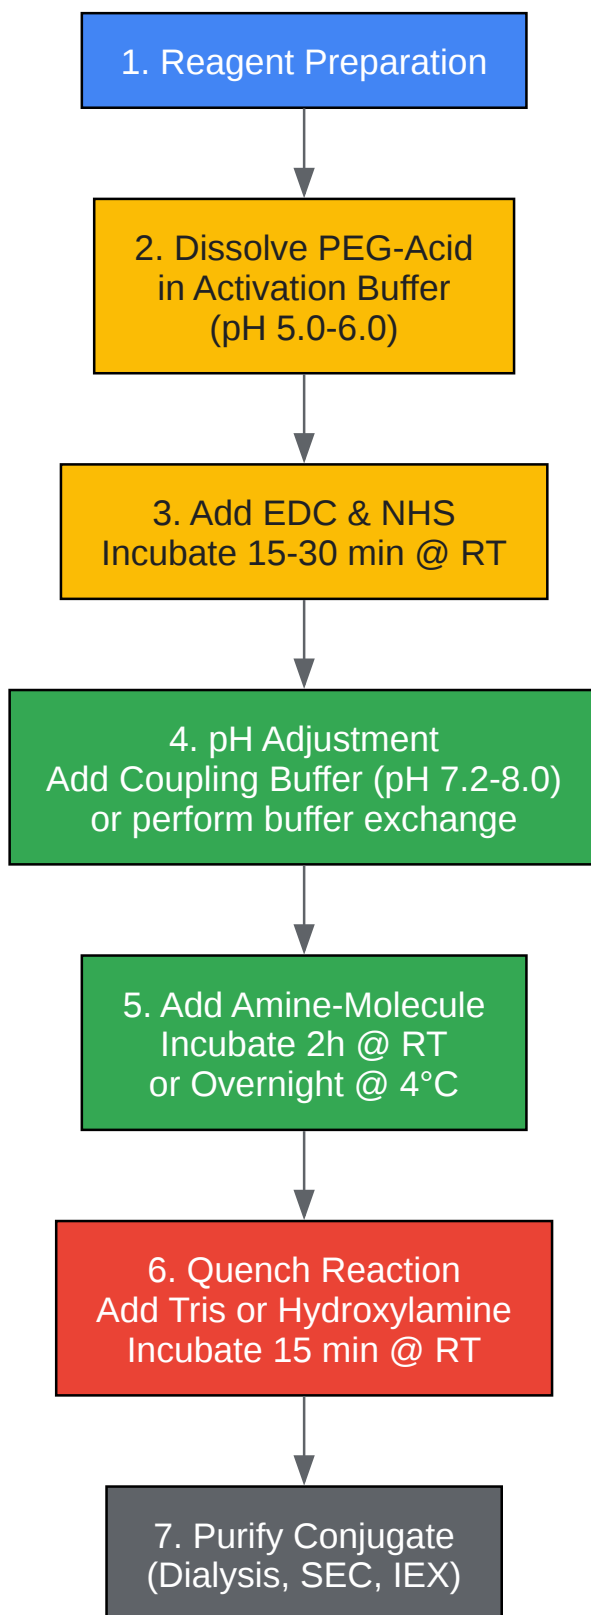 1. Reagent Preparation
2. Dissolve PEG-Acid
in Activation Buffer
(pH 5.0-6.0)
3. Add EDC & NHS
Incubate 15-30 min @ RT
4. pH Adjustment
Add Coupling Buffer (pH 7.2-8.0)
or perform buffer exchange
5. Add Amine-Molecule
Incubate 2h @ RT
or Overnight @ 4°C
6. Quench Reaction
Add Tris or Hydroxylamine
Incubate 15 min @ RT
7. Purify Conjugate
(Dialysis, SEC, IEX)